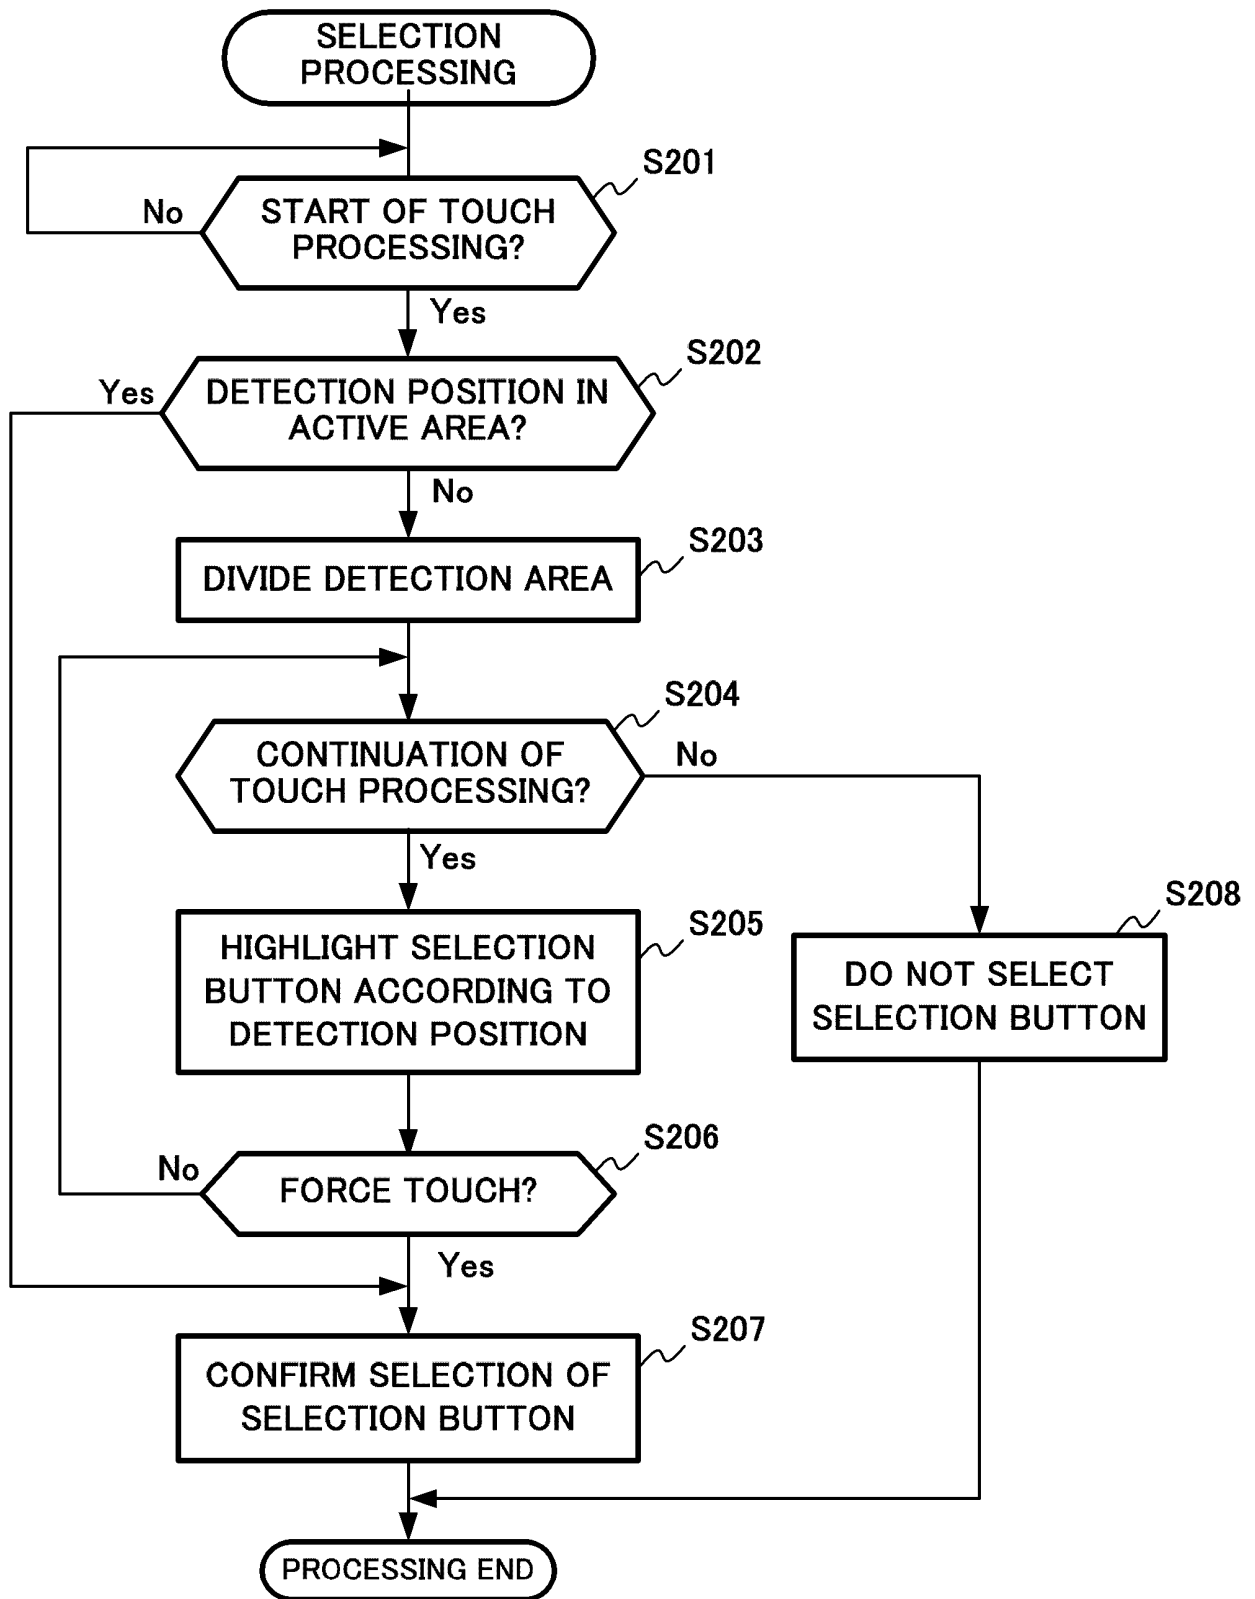 SELECTION
PROCESSING
S201
START OF TOUCH
PROCESSING?
No
Yes
S202
DETECTION POSITION IN
ACTIVE AREA?
Yes
No
S203
DIVIDE DETECTION AREA
S204
CONTINUATION OF
TOUCH PROCESSING?
No
Yes
S205
HIGHLIGHT SELECTION
BUTTON ACCORDING TO
DETECTION POSITION
S208
DO NOT SELECT
SELECTION BUTTON
S206
FORCE TOUCH?
No
Yes
S207
CONFIRM SELECTION OF
SELECTION BUTTON
PROCESSING END